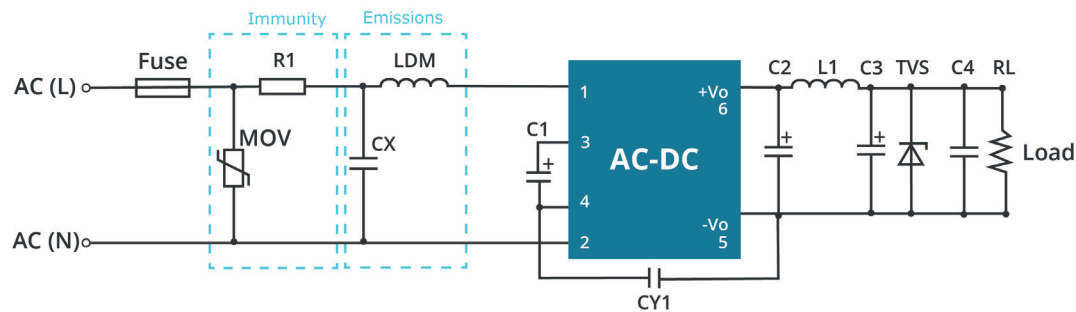 Immunity
Emissions
Fuse
R1
LDM
C2
L1
C3
TVS
C4
RL
AC (L)
1
+Vo
6
MOV
CX
C1
+
3
AC-DC
+
+
Load
4
AC (N)
2
-Vo
5
CY1